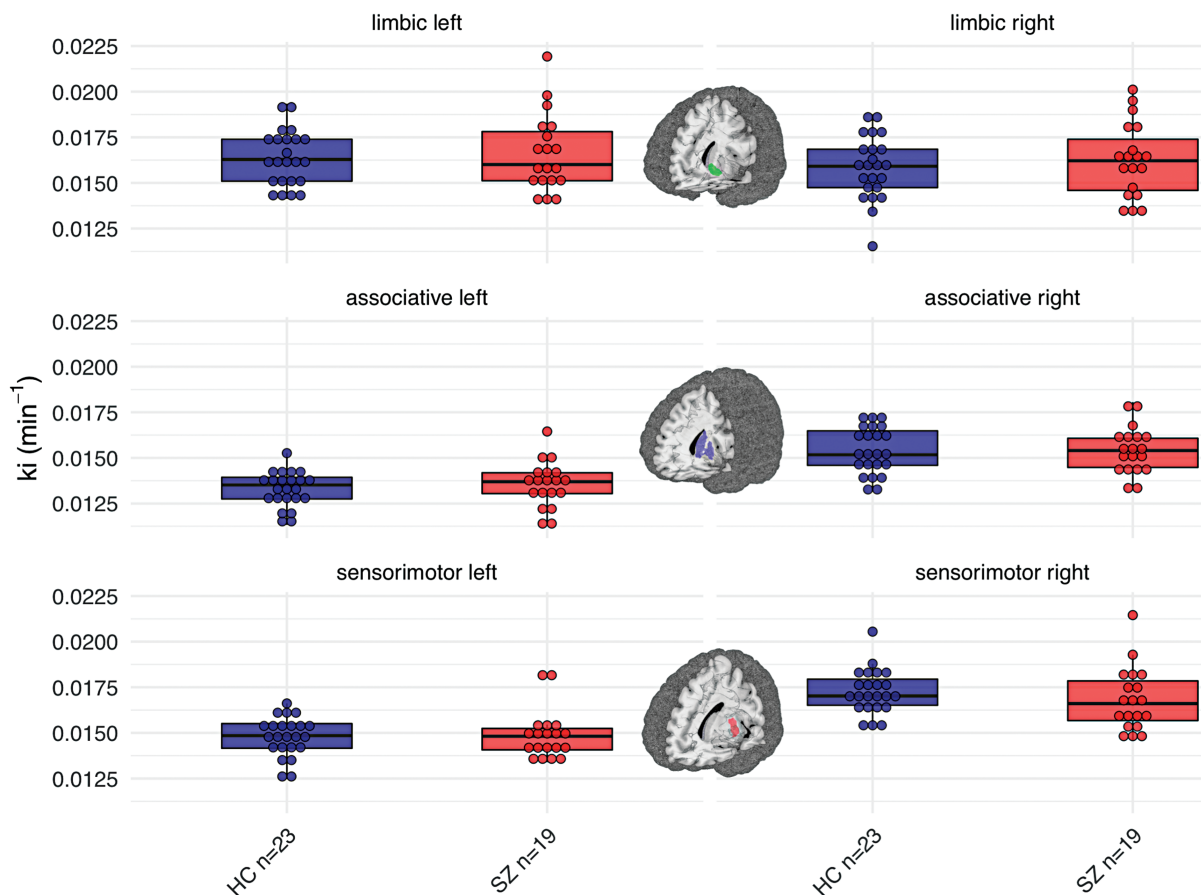 limbic left
limbic right
0.0225
0.0200
0.0175
0.0150
0.0125
associative left
associative right
0.0225
0.0200
0.0175
0.0150
0.0125
ki (min⁻¹)
sensorimotor left
sensorimotor right
0.0225
0.0200
0.0175
0.0150
0.0125
HC n=23
SZ n=19
HC n=23
SZ n=19